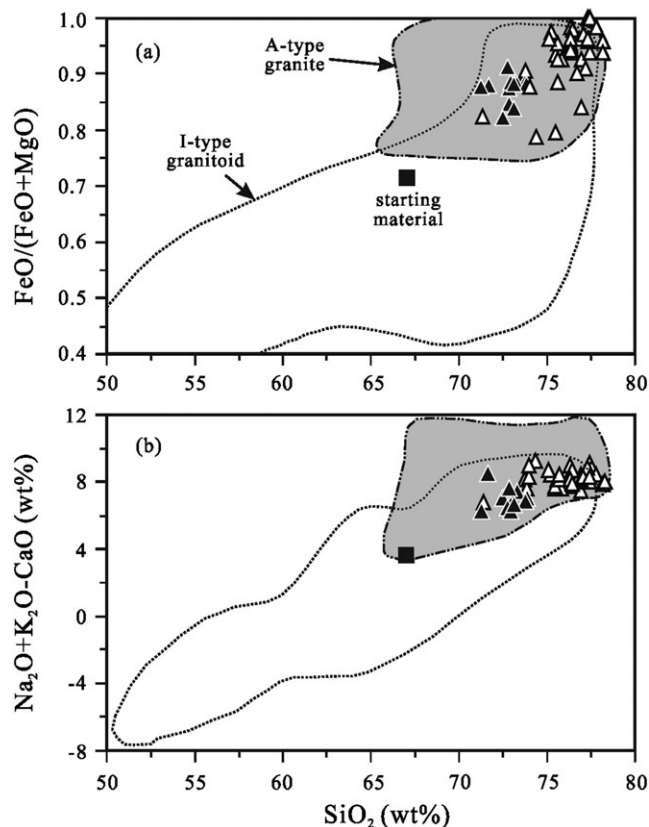 1.0
(a)
A-type
granite
0.9
FeO/(FeO+MgO)
0.8
I-type
granitoid
0.7
starting
material
0.6
0.5
0.4
50 55 60 65 70 75 80
12
(b)
8
Na₂O+K₂O-CaO (wt%)
4
0
-4
-8
50 55 60 65 70 75 80
SiO₂ (wt%)